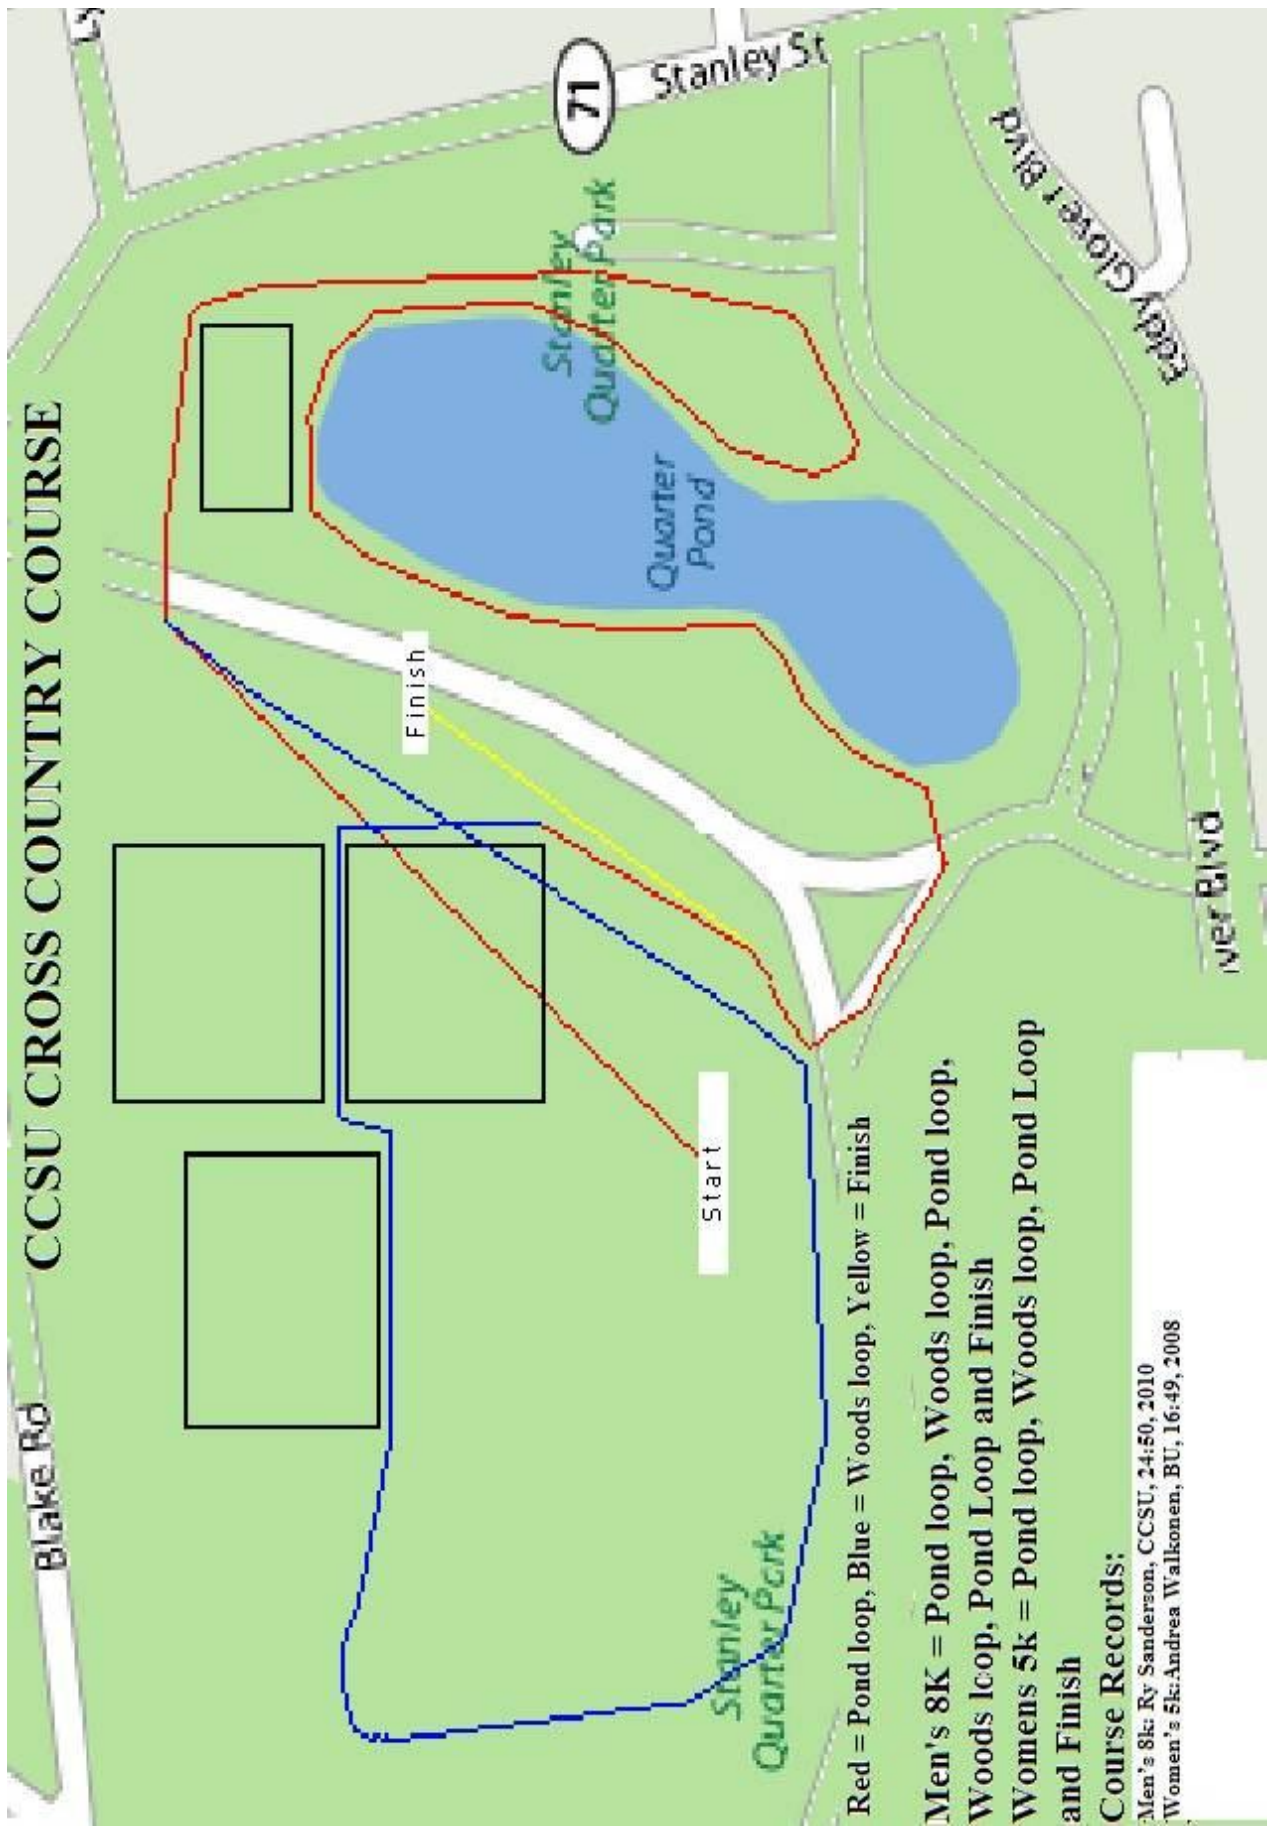 CCSU CROSS COUNTRY COURSE
Blake Rd
Ly
71
Stanley St
Eddy Glover Blvd
ver Blvd
Stanley
Quarter Park
Quarter
Pond
Finish
Start
Stanley
Quarter Park
Red = Pond loop, Blue = Woods loop, Yellow = Finish
Men's 8K = Pond loop, Woods loop, Pond loop,
Woods loop, Pond Loop and Finish
Womens 5k = Pond loop, Woods loop, Pond Loop
and Finish
Course Records:
Men's 8k: Ry Sanderson, CCSU, 24:50, 2010
Women's 5k:Andrea Walkonen, BU, 16:49, 2008